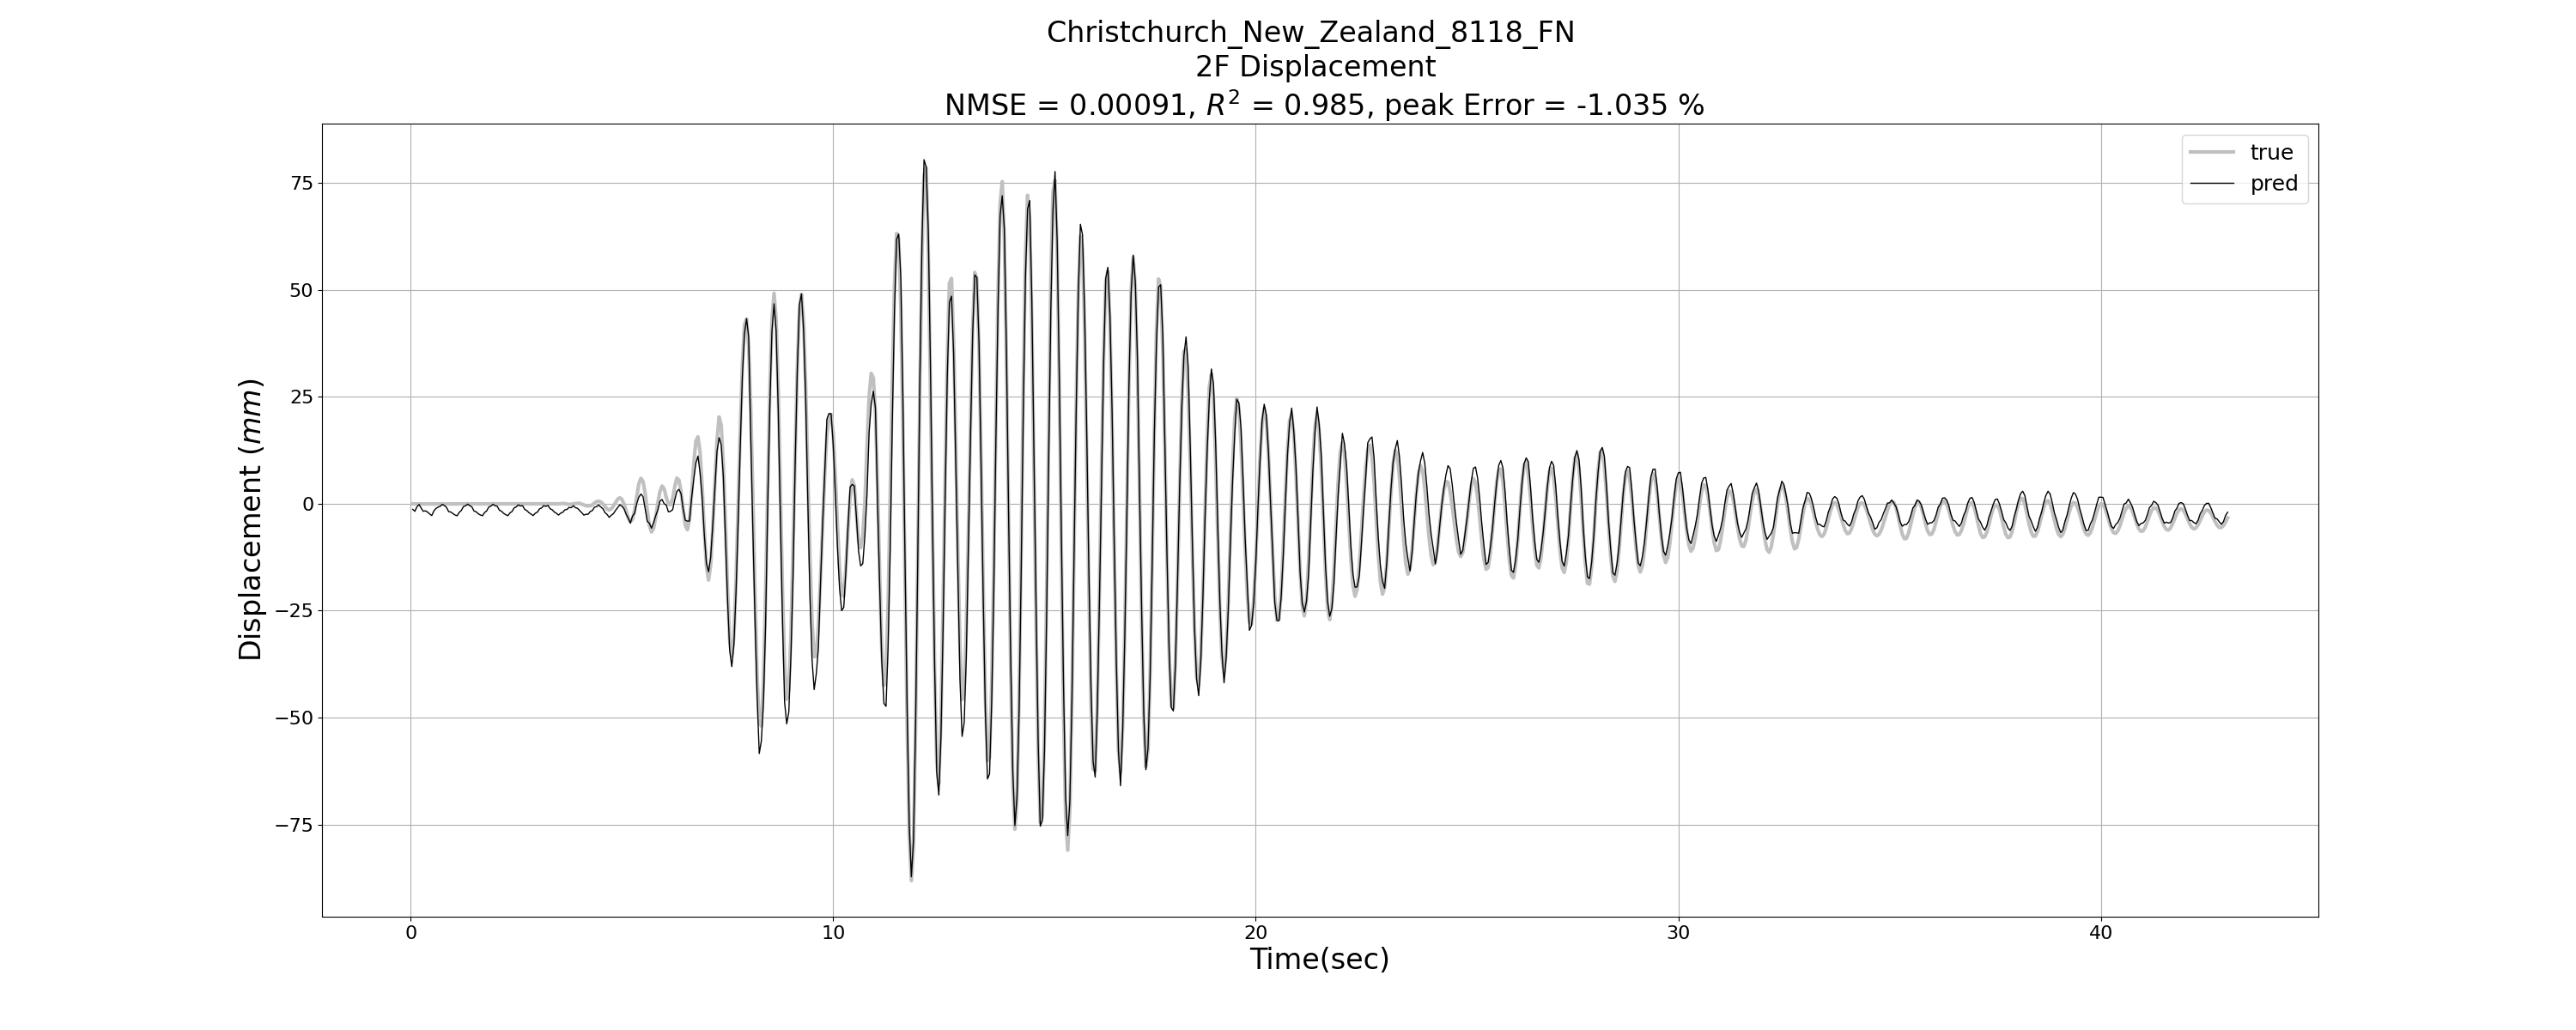 Christchurch_New_Zealand_8118_FN
2F Displacement
NMSE = 0.00091, R² = 0.985, peak Error = -1.035 %
true
pred
Displacement (mm)
75
50
25
0
−25
−50
−75
0 10 20 30 40
Time(sec)